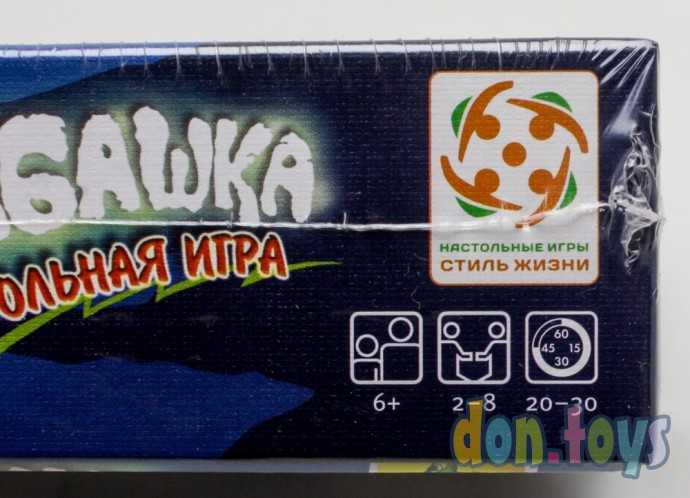 БАШКА
ОЛЬНАЯ ИГРА
НАСТОЛЬНЫЕ ИГРЫ
СТИЛЬ ЖИЗНИ
60
45 15
30
6+ 2-8 20-30
don.toys